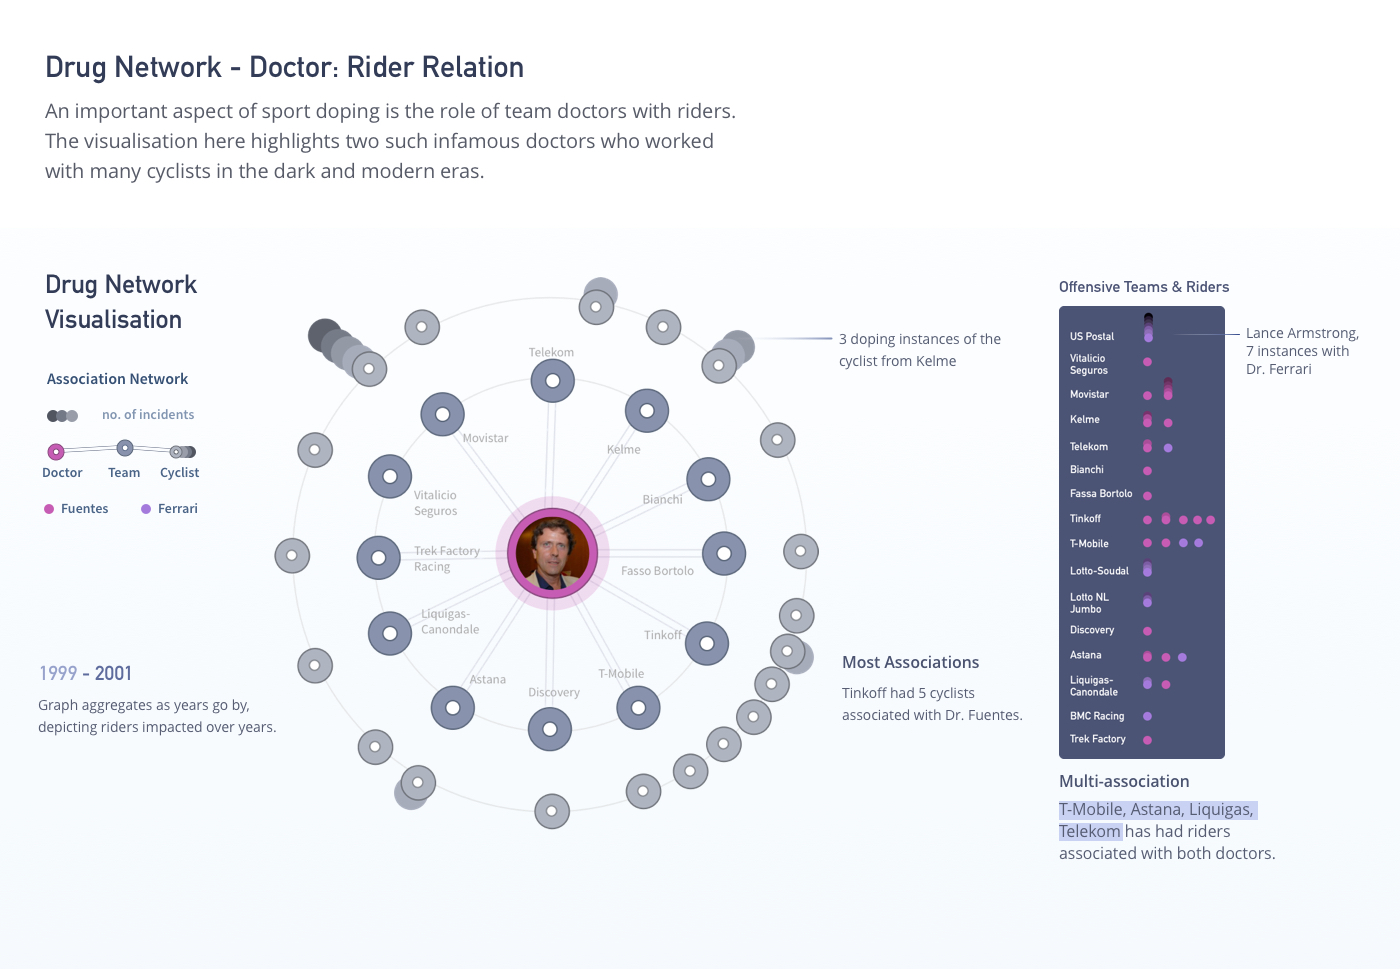 Drug Network - Doctor: Rider Relation
An important aspect of sport doping is the role of team doctors with riders.
The visualisation here highlights two such infamous doctors who worked
with many cyclists in the dark and modern eras.
Drug Network
Visualisation
Association Network
no. of incidents
Doctor Team Cyclist
Fuentes Ferrari
1999 - 2001
Graph aggregates as years go by,
depicting riders impacted over years.
Telekom
Movistar
Kelme
Vitalicio
Seguros
Bianchi
Trek Factory
Racing
Fasso Bortolo
Liquigas-
Canondale
Tinkoff
Astana
T-Mobile
Discovery
3 doping instances of the
cyclist from Kelme
Most Associations
Tinkoff had 5 cyclists
associated with Dr. Fuentes.
Offensive Teams & Riders
US Postal
Vitalicio
Seguros
Movistar
Kelme
Telekom
Bianchi
Fassa Bortolo
Tinkoff
T-Mobile
Lotto-Soudal
Lotto NL
Jumbo
Discovery
Astana
Liquigas-
Canondale
BMC Racing
Trek Factory
Lance Armstrong,
7 instances with
Dr. Ferrari
Multi-association
T-Mobile, Astana, Liquigas,
Telekom has had riders
associated with both doctors.